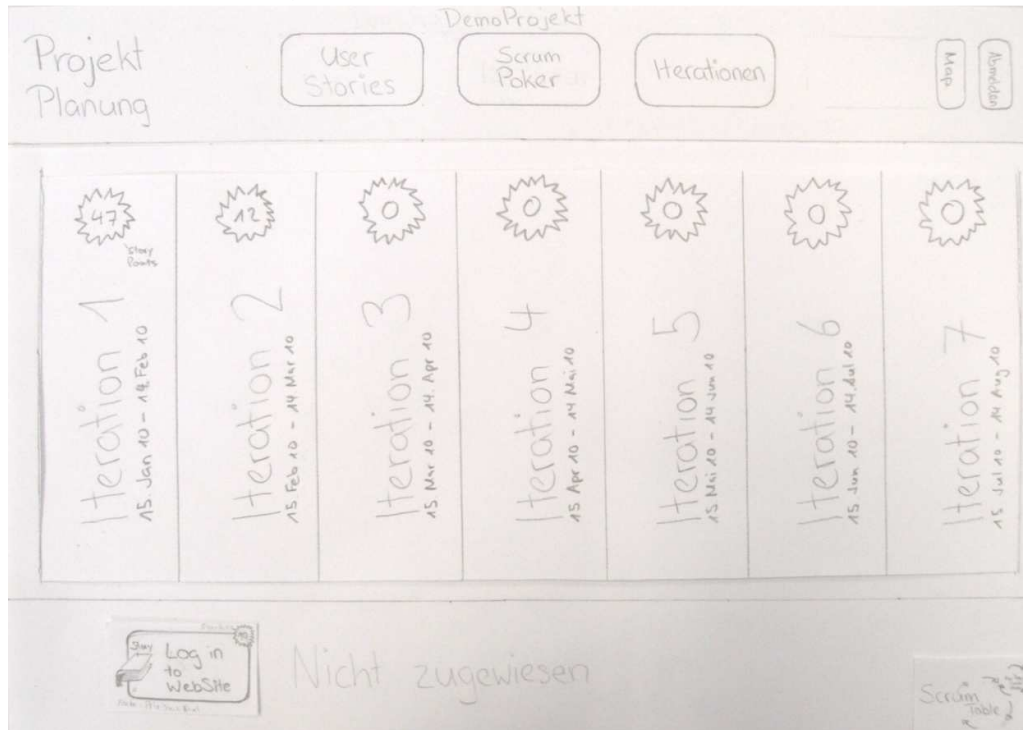 DemoProjekt
Projekt
Planung
User
Stories
Scrum
Poker
Iterationen
Map
Abmelden
47
Story
Points
Iteration 1
15. Jan 10 - 14. Feb 10
12
Iteration 2
15 Feb 10 - 14 Mar 10
0
Iteration 3
15 Mar 10 - 14. Apr 10
0
Iteration 4
15 Apr 10 - 14 Mai 10
0
Iteration 5
15 Mai 10 - 14 Jun 10
0
Iteration 6
15 Jun 10 - 14. Jul 10
0
Iteration 7
15 Jul 10 - 14 Aug 10
Story
Log in
to
WebSite
Nicht zugewiesen
Scrum
Table